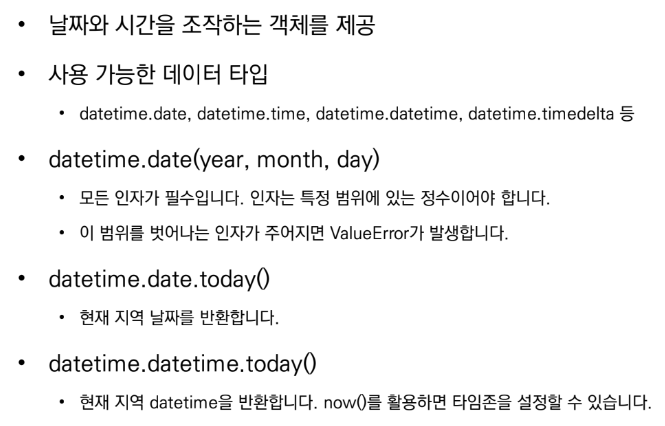 • 날짜와 시간을 조작하는 객체를 제공
• 사용 가능한 데이터 타입
• datetime.date, datetime.time, datetime.datetime, datetime.timedelta 등
• datetime.date(year, month, day)
• 모든 인자가 필수입니다. 인자는 특정 범위에 있는 정수이어야 합니다.
• 이 범위를 벗어나는 인자가 주어지면 ValueError가 발생합니다.
• datetime.date.today()
• 현재 지역 날짜를 반환합니다.
• datetime.datetime.today()
• 현재 지역 datetime을 반환합니다. now()를 활용하면 타임존을 설정할 수 있습니다.